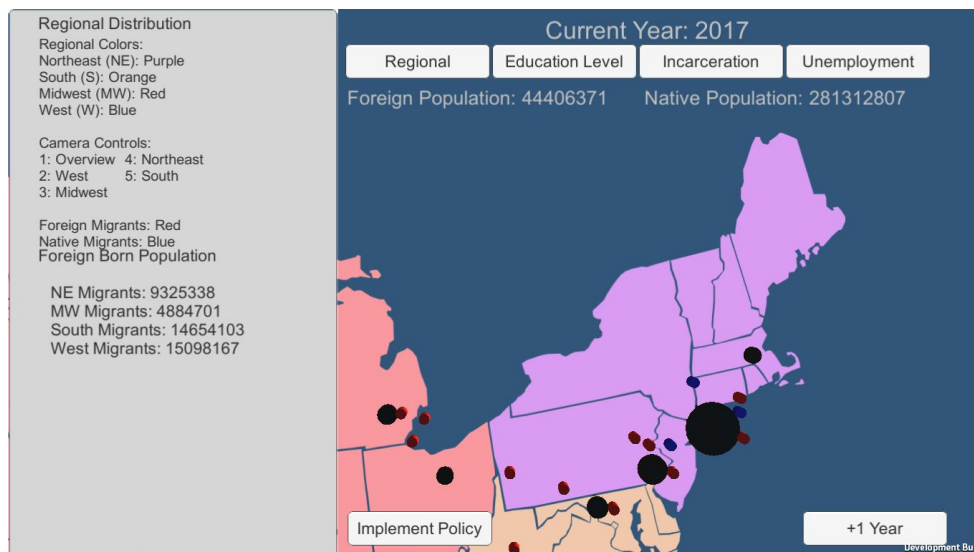 Regional Distribution
Regional Colors:
Northeast (NE): Purple
South (S): Orange
Midwest (MW): Red
West (W): Blue
Camera Controls:
1: Overview 4: Northeast
2: West 5: South
3: Midwest
Foreign Migrants: Red
Native Migrants: Blue
Foreign Born Population
NE Migrants: 9325338
MW Migrants: 4884701
South Migrants: 14654103
West Migrants: 15098167
Current Year: 2017
Regional Education Level Incarceration Unemployment
Foreign Population: 44406371 Native Population: 281312807
Implement Policy +1 Year
Development Bu